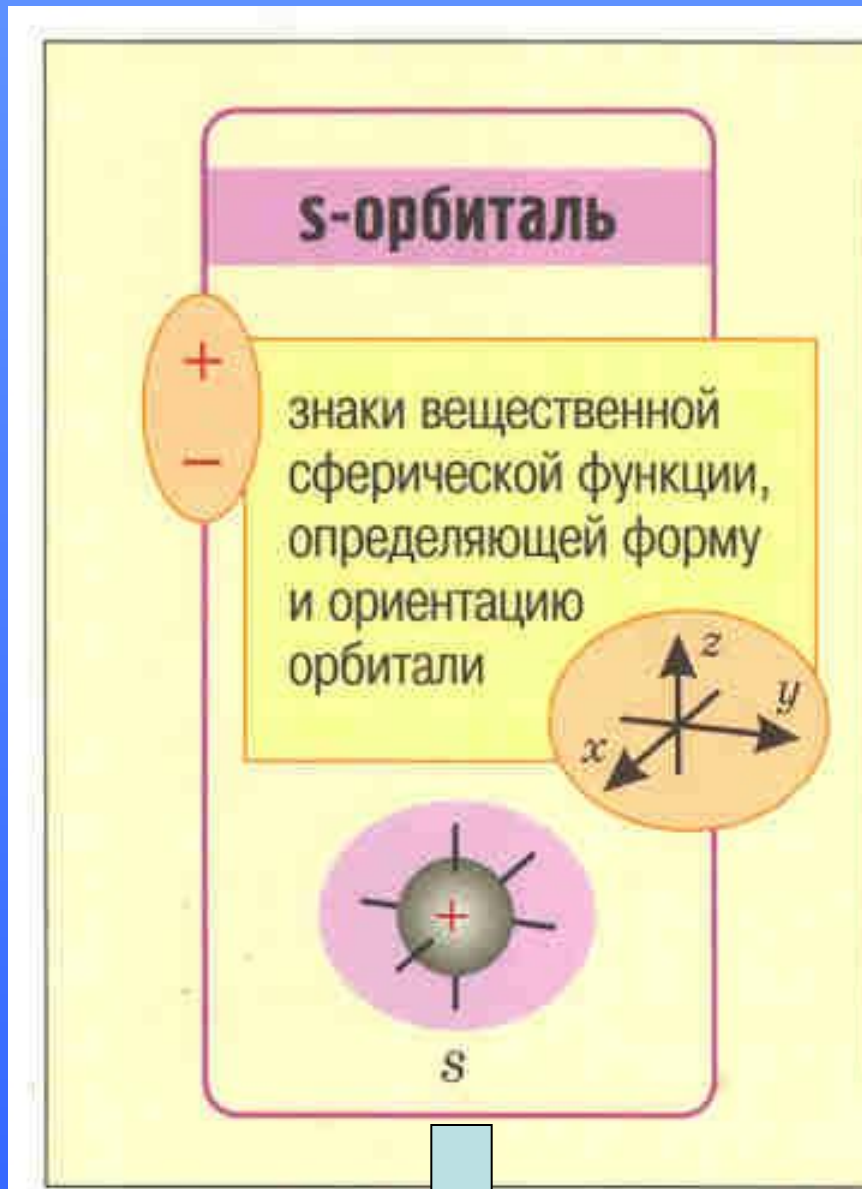 s-орбиталь
+
−
знаки вещественной
сферической функции,
определяющей форму
и ориентацию
орбитали
z
y
x
+
s